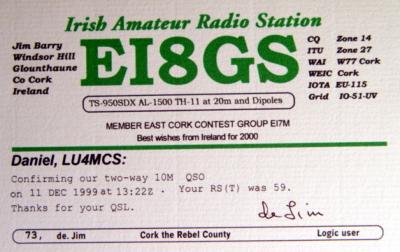 Irish Amateur Radio Station
Jim Barry
Windsor Hill
Glounthaune
Co Cork
Ireland
EI8GS
CQ Zone 14
ITU Zone 27
WAI W77 Cork
WEIC Cork
IOTA EU-115
Grid IO-51-UV
TS-950SDX AL-1500 TH-11 at 20m and Dipoles
MEMBER EAST CORK CONTEST GROUP EI7M
Best wishes from Ireland for 2000
Daniel, LU4MCS:
Confirming our two-way 10M QSO
on 11 DEC 1999 at 13:22Z. Your RS(T) was 59.
Thanks for your QSL.
de Jim
73, de. Jim Cork the Rebel County Logic user